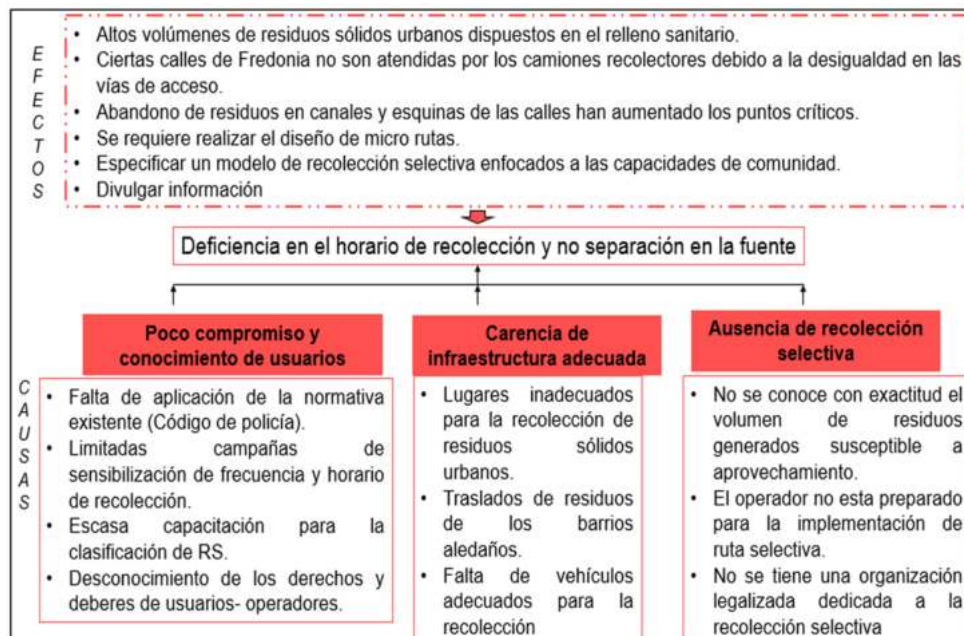 EFECTOS
• Altos volúmenes de residuos sólidos urbanos dispuestos en el relleno sanitario.
• Ciertas calles de Fredonia no son atendidas por los camiones recolectores debido a la desigualdad en las
vías de acceso.
• Abandono de residuos en canales y esquinas de las calles han aumentado los puntos críticos.
• Se requiere realizar el diseño de micro rutas.
• Especificar un modelo de recolección selectiva enfocados a las capacidades de comunidad.
• Divulgar información
Deficiencia en el horario de recolección y no separación en la fuente
CAUSAS
Poco compromiso y
conocimiento de usuarios
• Falta de aplicación de la normativa
existente (Código de policía).
• Limitadas campañas de
sensibilización de frecuencia y horario
de recolección.
• Escasa capacitación para la
clasificación de RS.
• Desconocimiento de los derechos y
deberes de usuarios- operadores.
Carencia de
infraestructura adecuada
• Lugares inadecuados
para la recolección de
residuos sólidos
urbanos.
• Traslados de residuos
de los barrios
aledaños.
• Falta de vehículos
adecuados para la
recolección
Ausencia de recolección
selectiva
• No se conoce con exactitud el
volumen de residuos
generados susceptible a
aprovechamiento.
• El operador no esta preparado
para la implementación de
ruta selectiva.
• No se tiene una organización
legalizada dedicada a la
recolección selectiva